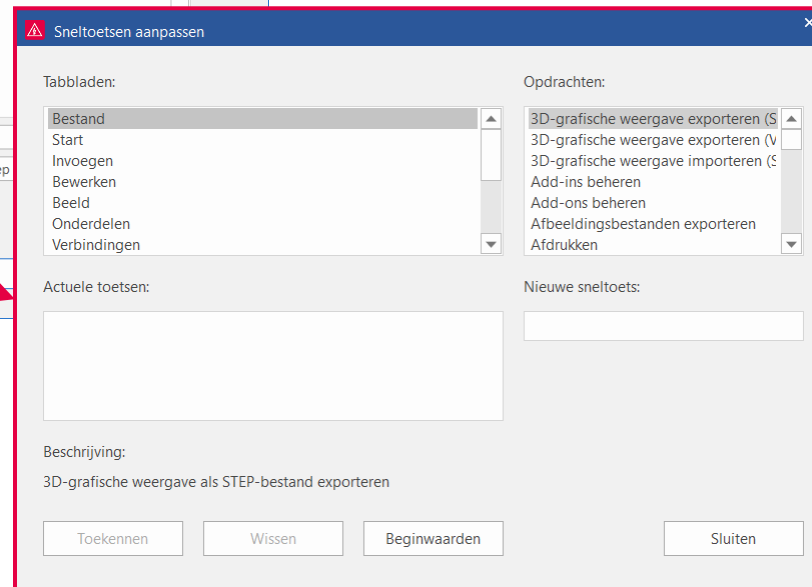 Sneltoetsen aanpassen
Tabbladen:
Opdrachten:
Bestand
Start
Invoegen
Bewerken
Beeld
Onderdelen
Verbindingen
3D-grafische weergave exporteren (S
3D-grafische weergave exporteren (V
3D-grafische weergave importeren (S
Add-ins beheren
Add-ons beheren
Afbeeldingsbestanden exporteren
Afdrukken
ep
Actuele toetsen:
Nieuwe sneltoets:
Beschrijving:
3D-grafische weergave als STEP-bestand exporteren
Toekennen
Wissen
Beginwaarden
Sluiten